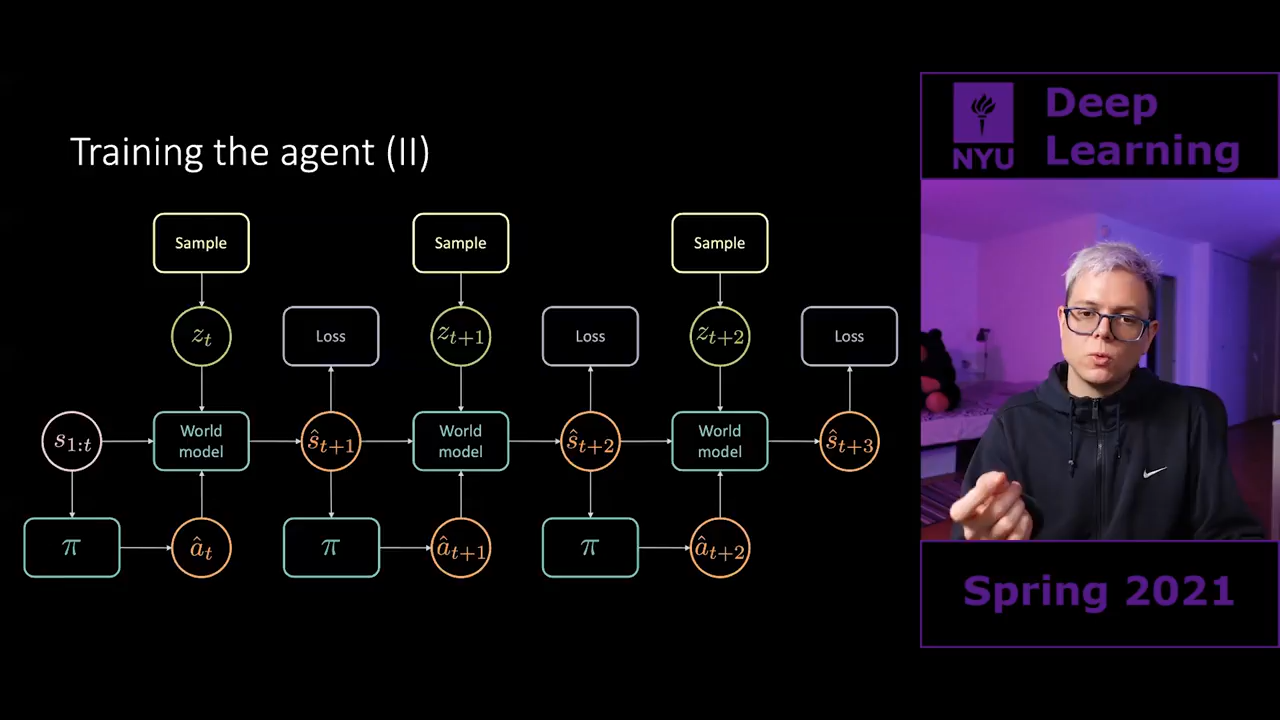 Training the agent (II)
Sample
Sample
Sample
z_t
Loss
z_{t+1}
Loss
z_{t+2}
Loss
s_{1:t}
World
model
ŝ_{t+1}
World
model
ŝ_{t+2}
World
model
ŝ_{t+3}
π
â_t
π
â_{t+1}
π
â_{t+2}
NYU
Deep
Learning
Spring 2021